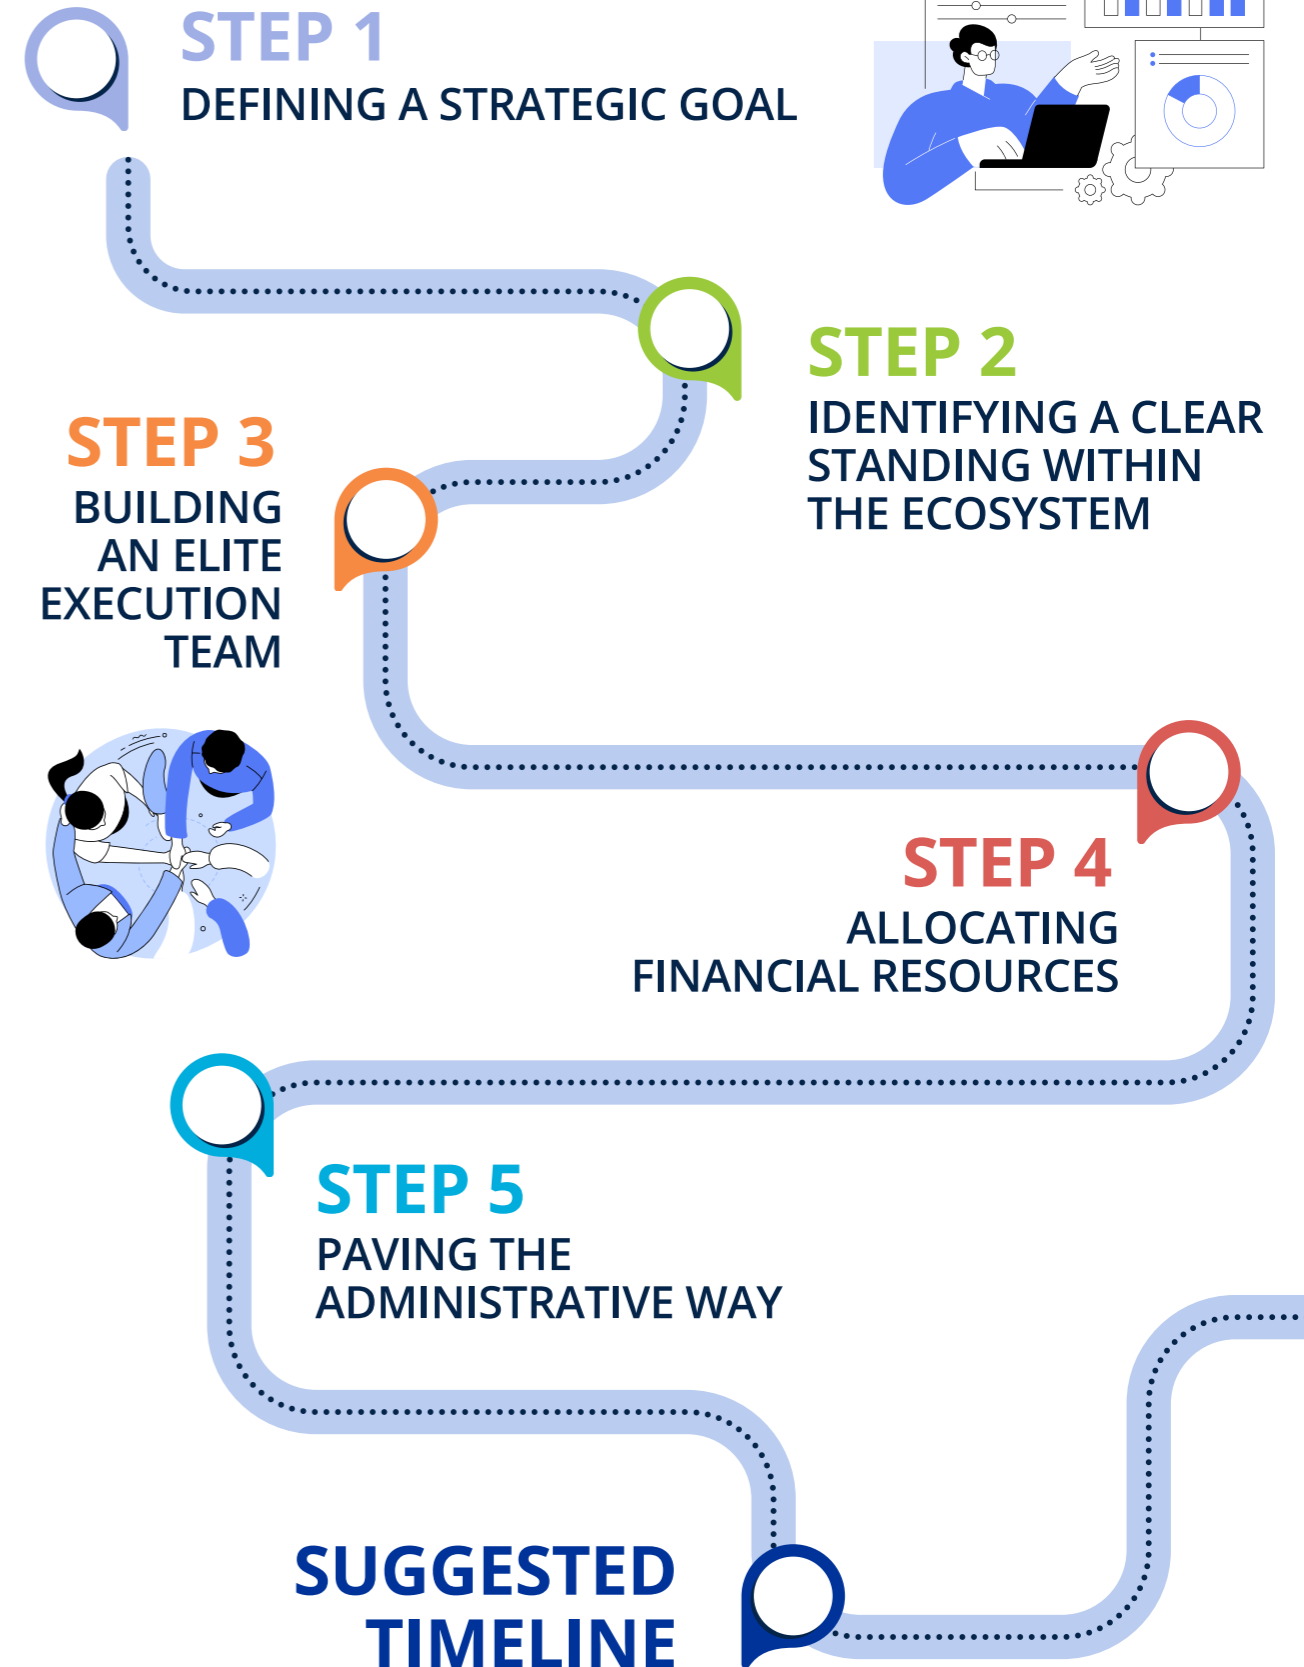 STEP 1
DEFINING A STRATEGIC GOAL
STEP 2
IDENTIFYING A CLEAR
STANDING WITHIN
THE ECOSYSTEM
STEP 3
BUILDING
AN ELITE
EXECUTION
TEAM
STEP 4
ALLOCATING
FINANCIAL RESOURCES
STEP 5
PAVING THE
ADMINISTRATIVE WAY
SUGGESTED
TIMELINE